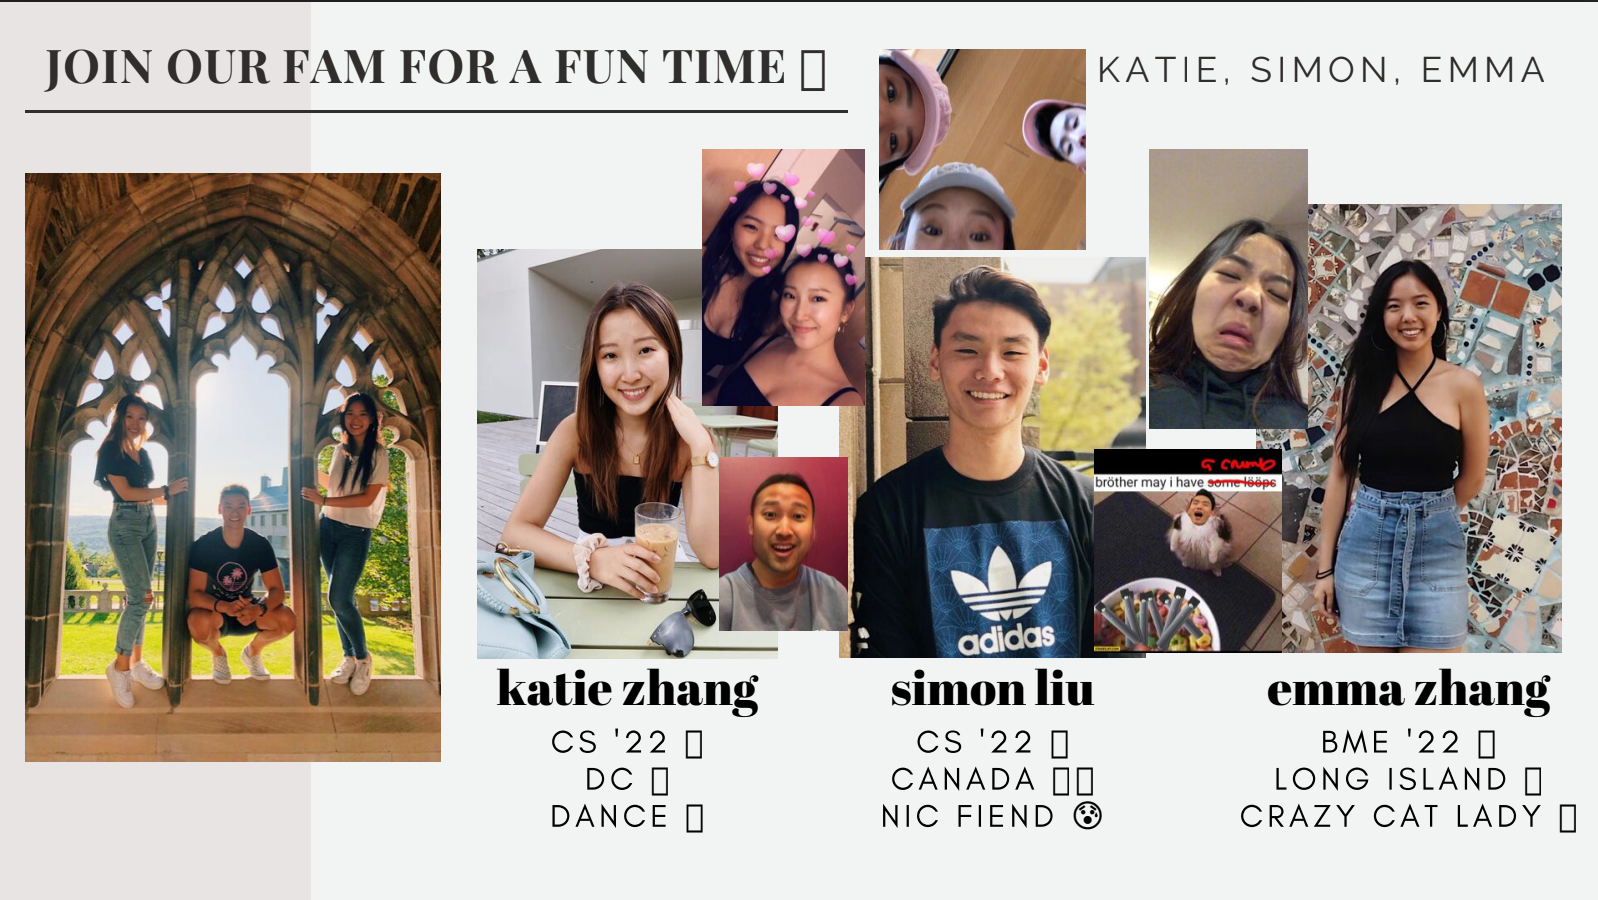 JOIN OUR FAM FOR A FUN TIME
KATIE, SIMON, EMMA
a crumb
bröther may i have some lööps
adidas
katie zhang
CS '22
DC
DANCE
simon liu
CS '22
CANADA
NIC FIEND 😰
emma zhang
BME '22
LONG ISLAND
CRAZY CAT LADY